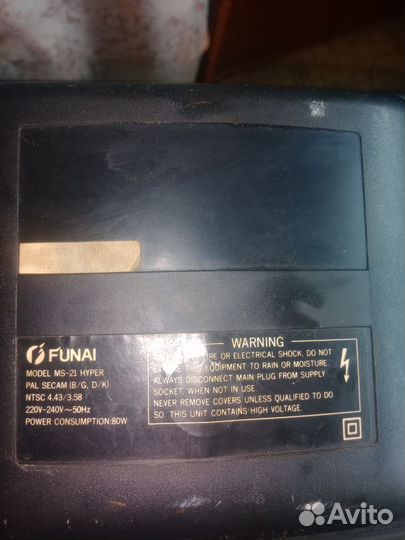 FUNAI
MODEL MS-21 HYPER
PAL SECAM (B/G, D/K)
NTSC 4.43/3.58
220V-240V~50Hz
POWER CONSUMPTION:80W
WARNING
OR ELECTRICAL SHOCK, DO NOT
THIS EQUIPMENT TO RAIN OR MOISTURE
ALWAYS DISCONNECT MAIN PLUG FROM SUPPLY
SOCKET, WHEN NOT IN USE.
NEVER REMOVE COVERS UNLESS QUALIFIED TO DO
SO. THIS UNIT CONTAINS HIGH VOLTAGE.
Avito